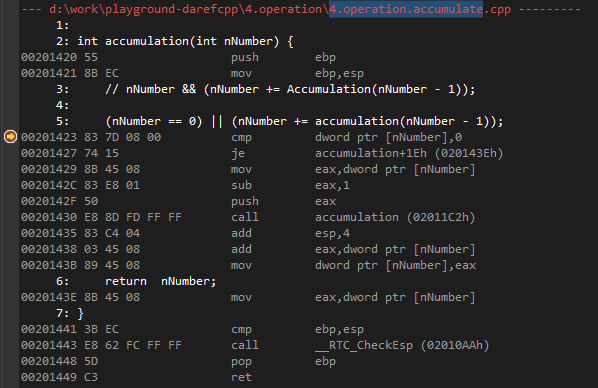 --- d:\work\playground-darefcpp\4.operation\4.operation.accumulate.cpp ---------
1:
2: int accumulation(int nNumber) {
00201420 55 push ebp
00201421 8B EC mov ebp,esp
3: // nNumber && (nNumber += Accumulation(nNumber - 1));
4:
5: (nNumber == 0) || (nNumber += accumulation(nNumber - 1));
00201423 83 7D 08 00 cmp dword ptr [nNumber],0
00201427 74 15 je accumulation+1Eh (020143Eh)
00201429 8B 45 08 mov eax,dword ptr [nNumber]
0020142C 83 E8 01 sub eax,1
0020142F 50 push eax
00201430 E8 8D FD FF FF call accumulation (02011C2h)
00201435 83 C4 04 add esp,4
00201438 03 45 08 add eax,dword ptr [nNumber]
0020143B 89 45 08 mov dword ptr [nNumber],eax
6: return nNumber;
0020143E 8B 45 08 mov eax,dword ptr [nNumber]
7: }
00201441 3B EC cmp ebp,esp
00201443 E8 62 FC FF FF call __RTC_CheckEsp (02010AAh)
00201448 5D pop ebp
00201449 C3 ret